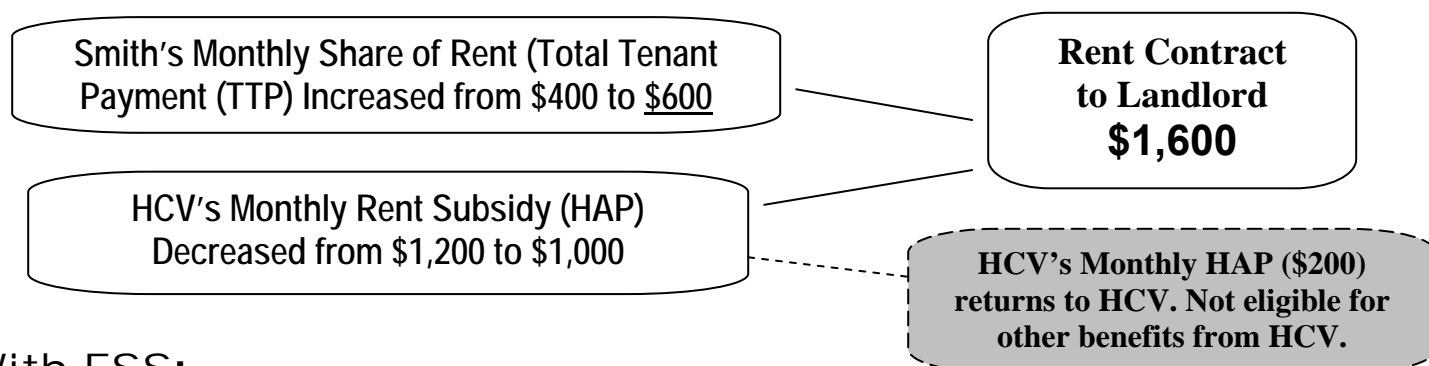 Smith's Monthly Share of Rent (Total Tenant
Payment (TTP) Increased from $400 to $600
Rent Contract
to Landlord
$1,600
HCV's Monthly Rent Subsidy (HAP)
Decreased from $1,200 to $1,000
HCV's Monthly HAP ($200)
returns to HCV. Not eligible for
other benefits from HCV.
With FSS: